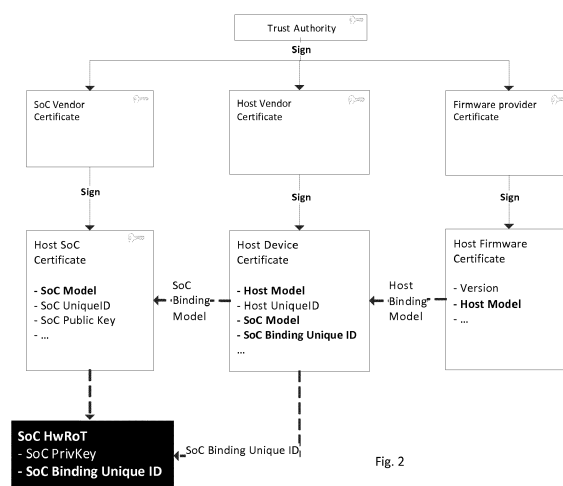 Trust Authority
Sign
SoC Vendor
Certificate
Host Vendor
Certificate
Firmware provider
Certificate
Sign
Sign
Sign
Host SoC
Certificate
- SoC Model
- SoC UniqueID
- SoC Public Key
- ...
SoC
Binding
Model
Host Device
Certificate
- Host Model
- Host UniqueID
- SoC Model
- SoC Binding Unique ID
...
Host
Binding
Model
Host Firmware
Certificate
- Version
- Host Model
- ...
SoC HwRoT
- SoC PrivKey
- SoC Binding Unique ID
SoC Binding Unique ID
Fig. 2